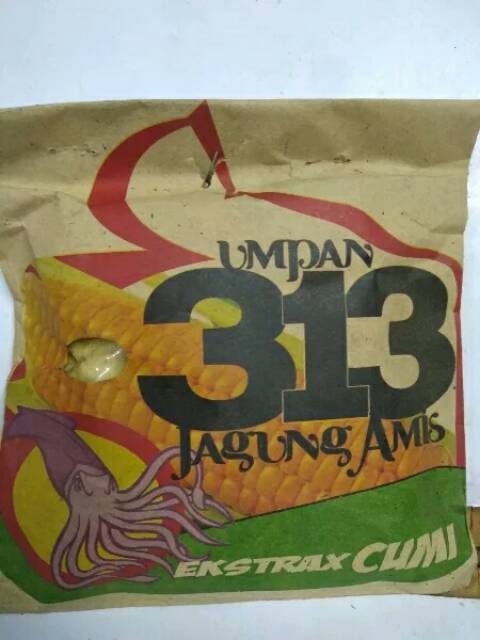 UMPAN
313
JAGUNG AMIS
EKSTRAX CUMI